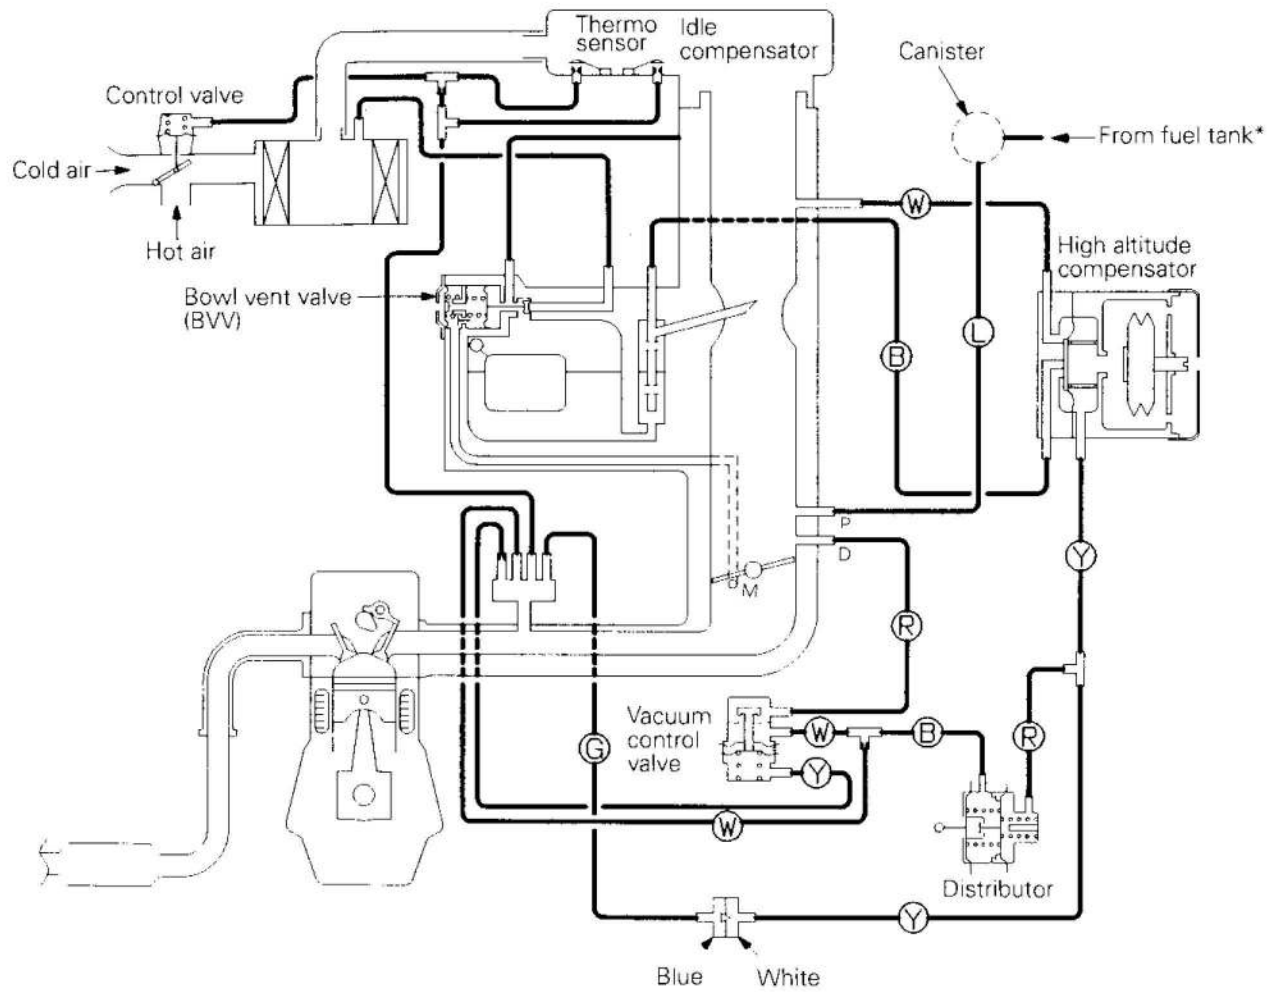 Thermo
sensor
Idle
compensator
Canister
Control valve
From fuel tank*
Cold air
W
Hot air
High altitude
compensator
Bowl vent valve
(BVV)
L
B
P
D
Y
M
R
Vacuum
control
valve
W
B
R
G
Y
W
Distributor
Y
Blue
White